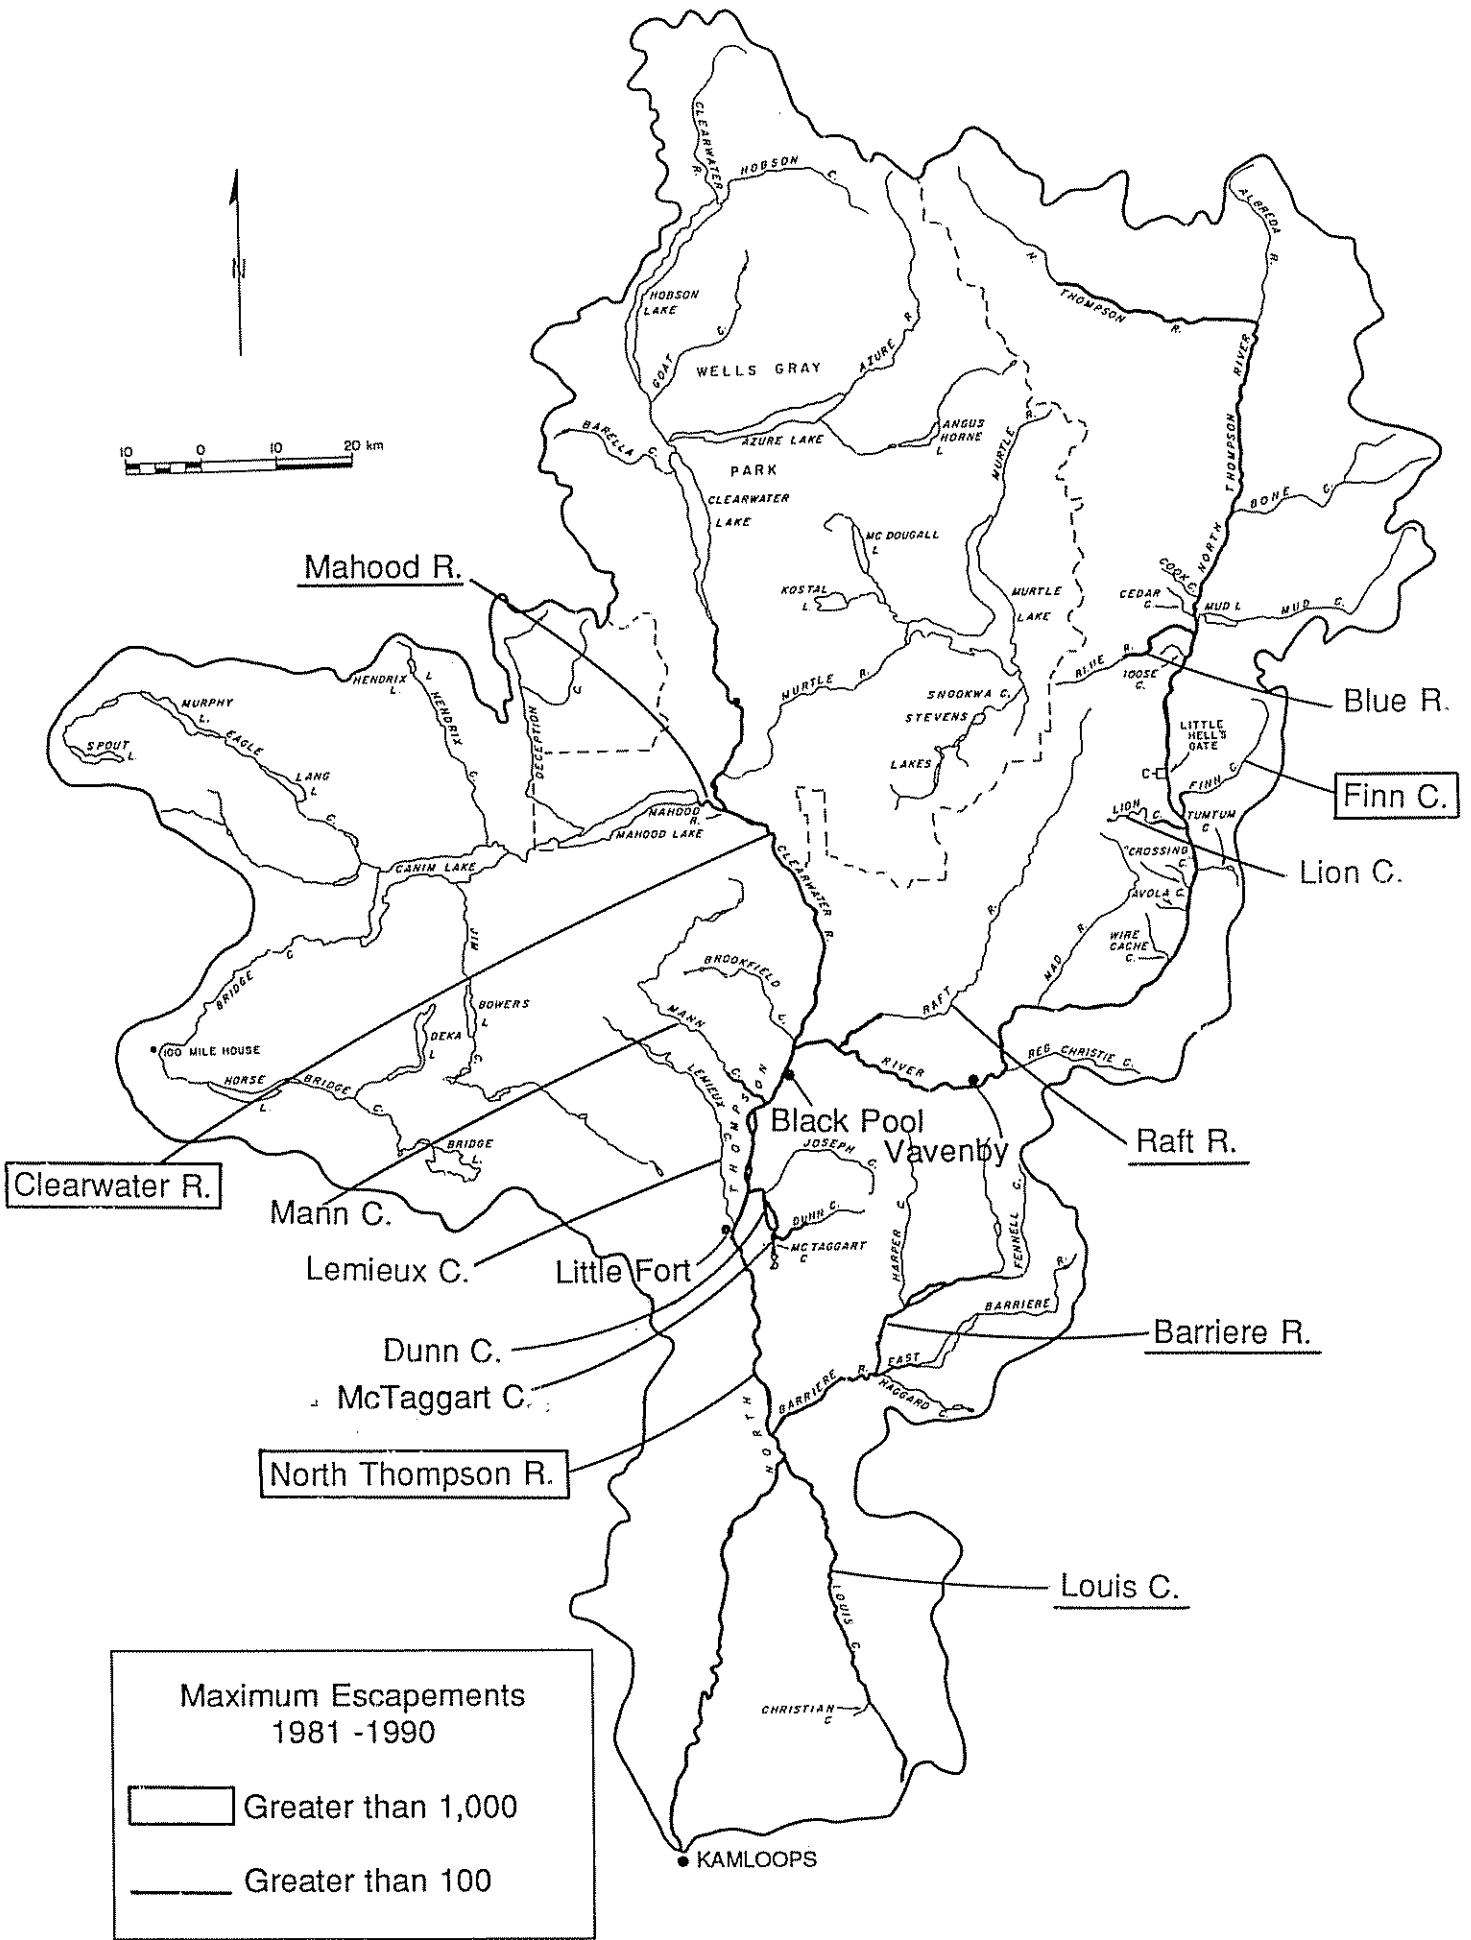 CLEARWATER R.
HOBSON C.
ALBREDA R.
N
N. THOMPSON R.
HOBSON
LAKE
GOAT C.
WELLS GRAY
AZURE R.
NORTH THOMPSON RIVER
BARELLA C.
AZURE LAKE
ANGUS
HORNE
L
MURTLE R.
10 0 10 20 km
PARK
CLEARWATER
LAKE
BONE C.
MC DOUGALL
L
Mahood R.
KOSTAL
L.
MURTLE
LAKE
COOK C.
CEDAR
C.
MUD L
MUD C.
HENDRIX
L.
L
MURTLE R.
BLUE R.
SNOOKWA C.
STEVENS
LAKES
Blue R.
MURPHY
L.
SPOUT
L.
EAGLE
LANG
L
C.
HENDRIX C.
DECEPTION
C
LITTLE
HELL'S
GATE
C
FINN C.
Finn C.
MAHOOD
R.
MAHOOD LAKE
LION C.
TUMTUM
C
CROSSING
C.
Lion C.
CANIM LAKE
CLEARWATER R.
AVOLA C.
WIRE
CACHE
C.
MAD R.
BRIDGE C
JIM
BOWERS
L
C.
BROOKFIELD
L.
MANN
C.
RAFT R.
100 MILE HOUSE
DEKA
L
HORSE
L.
BRIDGE
C.
LEMIEUX C.
RIVER
REG CHRISTIE C.
THOMPSON
Black Pool
Vavenby
Raft R.
BRIDGE
L.
JOSEPH C.
Clearwater R.
Mann C.
DUNN C.
MC TAGGART
C
HARPER C
FENNELL C.
Lemieux C.
Little Fort
BARRIERE R.
Dunn C.
Barriere R.
EAST
McTaggart C.
BARRIERE R.
HAGGARD C.
NORTH
North Thompson R.
Louis C.
LOUIS C.
CHRISTIAN
C
Maximum Escapements
1981 -1990
Greater than 1,000
Greater than 100
KAMLOOPS